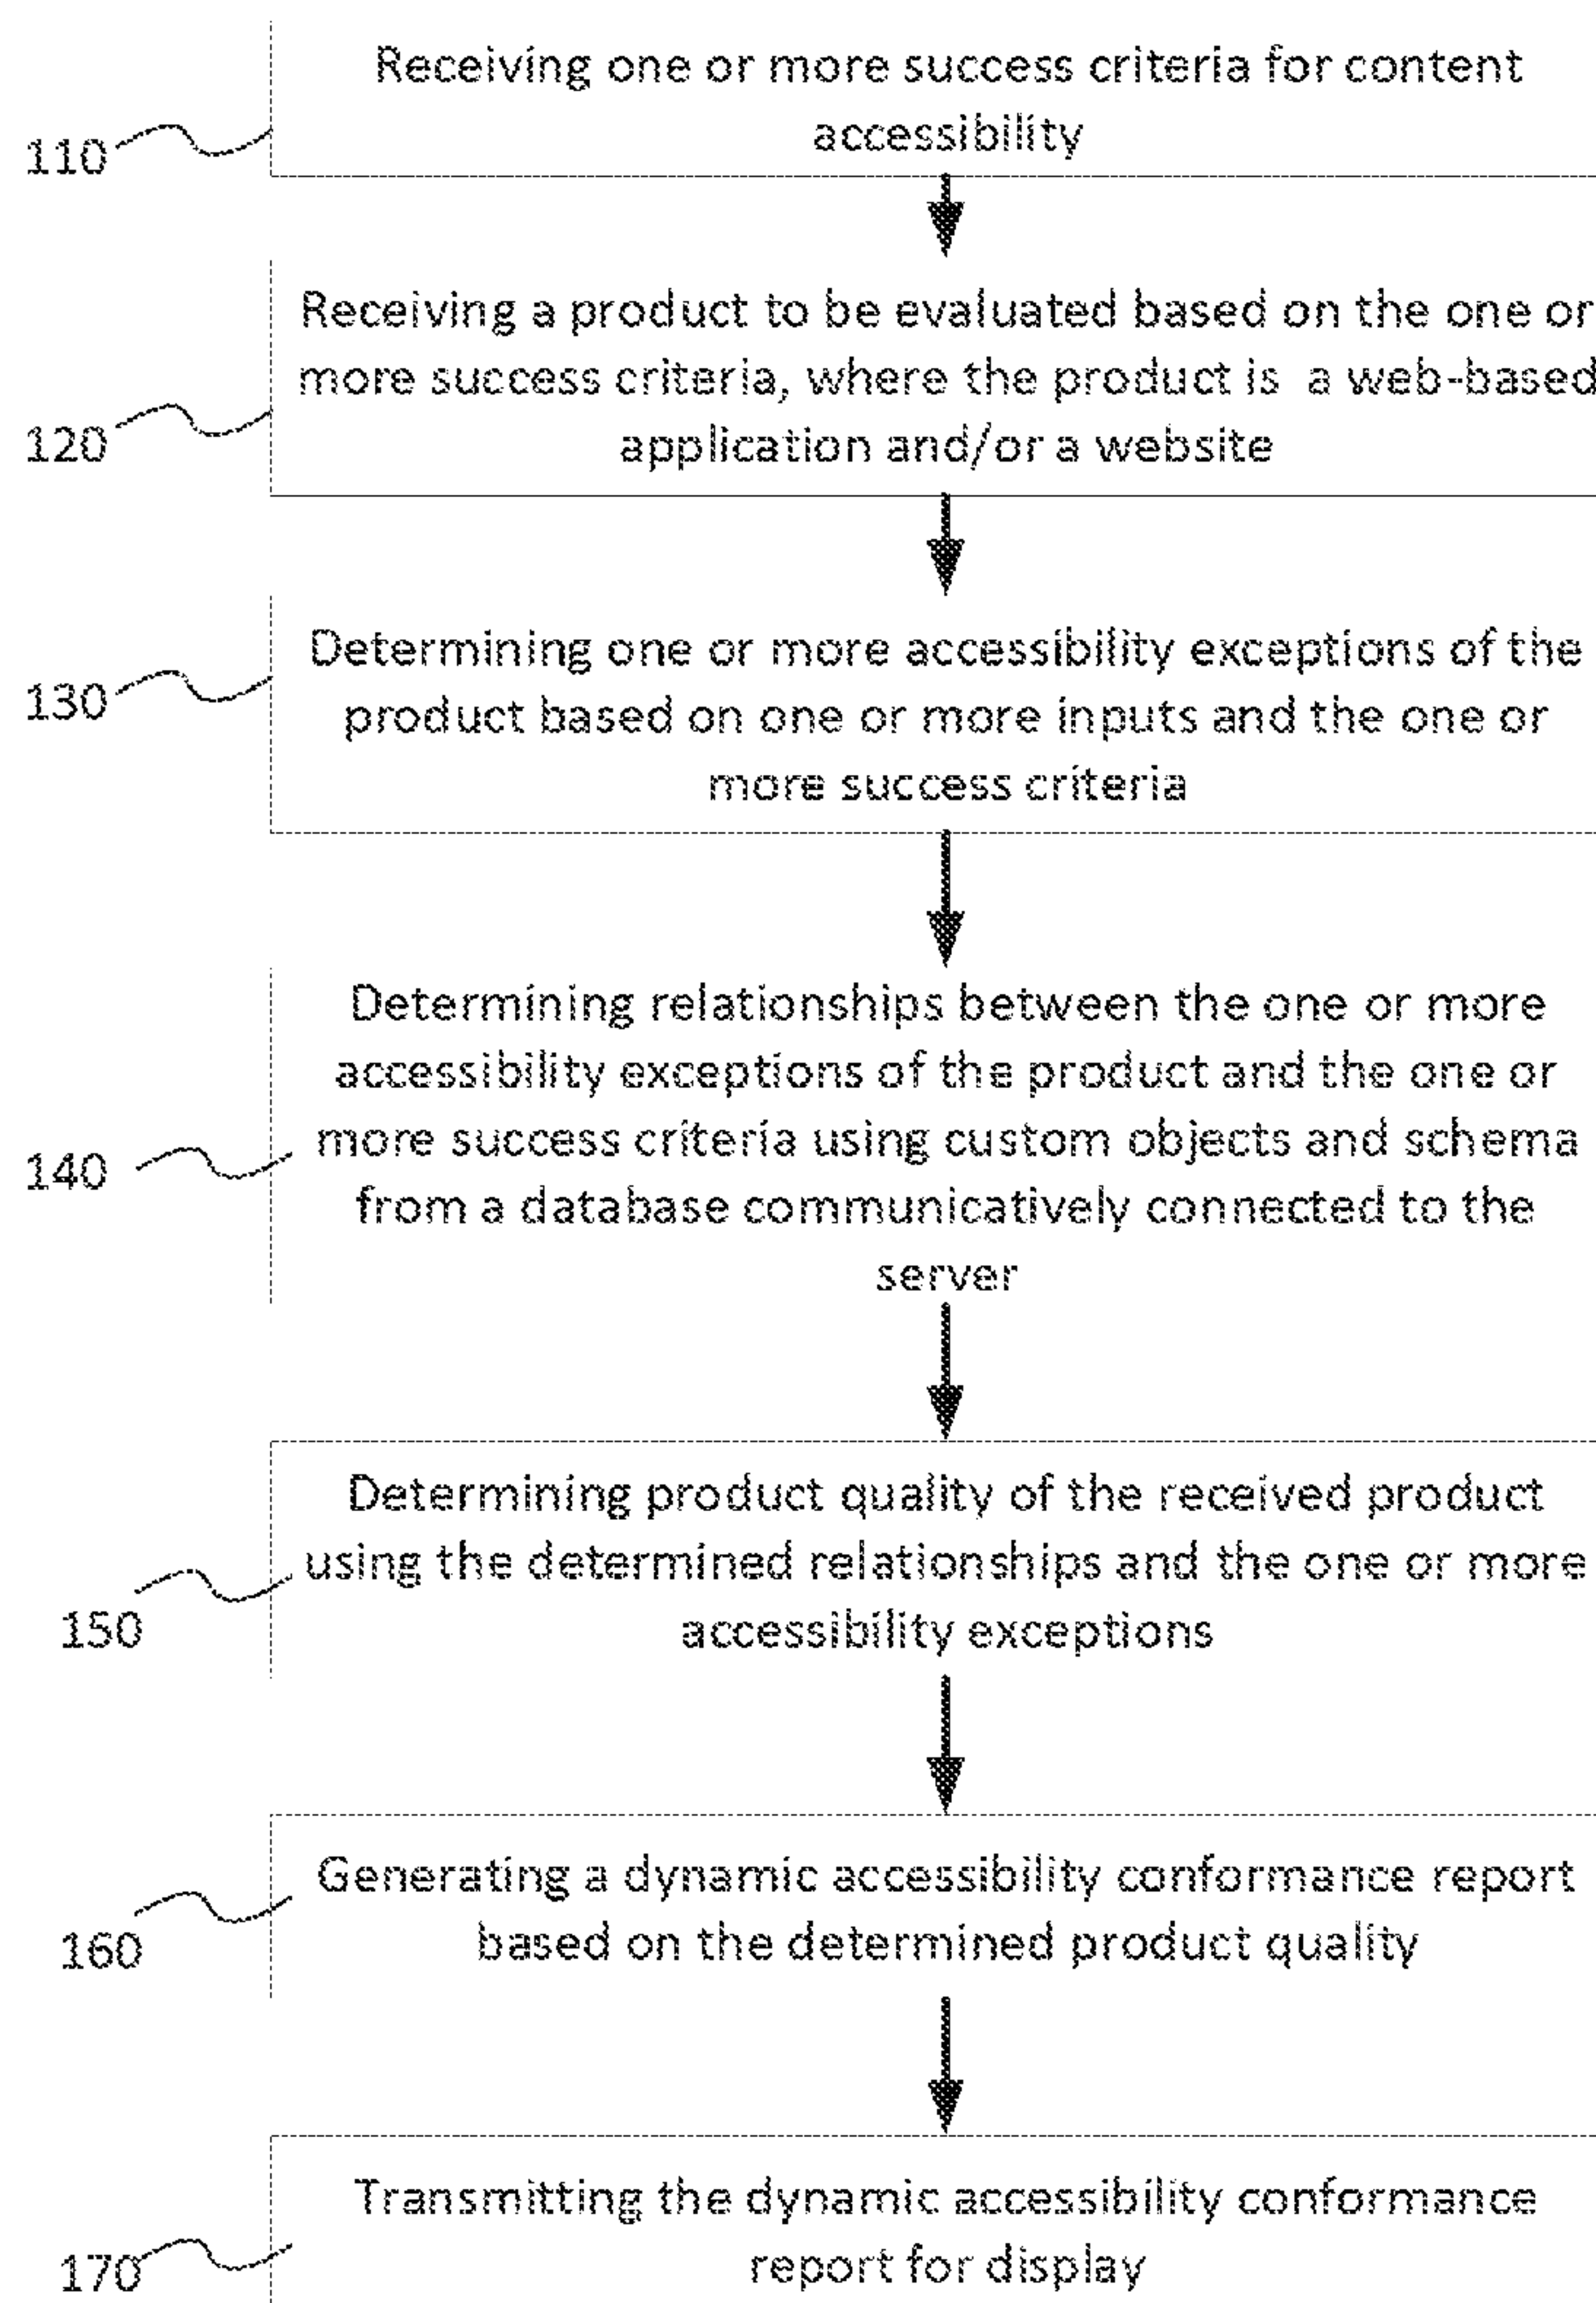 Receiving one or more success criteria for content
accessibility
110
Receiving a product to be evaluated based on the one or
more success criteria, where the product is a web-based
application and/or a website
120
Determining one or more accessibility exceptions of the
product based on one or more inputs and the one or
more success criteria
130
Determining relationships between the one or more
accessibility exceptions of the product and the one or
more success criteria using custom objects and schema
from a database communicatively connected to the
server
140
Determining product quality of the received product
using the determined relationships and the one or more
accessibility exceptions
150
Generating a dynamic accessibility conformance report
based on the determined product quality
160
Transmitting the dynamic accessibility conformance
report for display
170